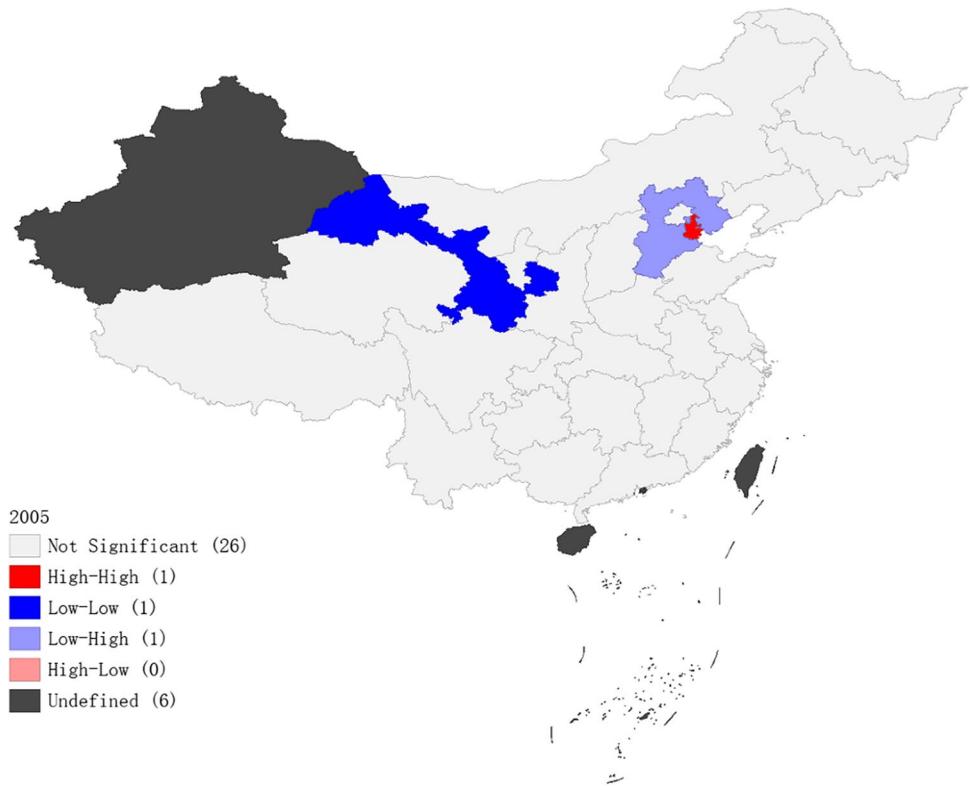 2005
Not Significant (26)
High-High (1)
Low-Low (1)
Low-High (1)
High-Low (0)
Undefined (6)